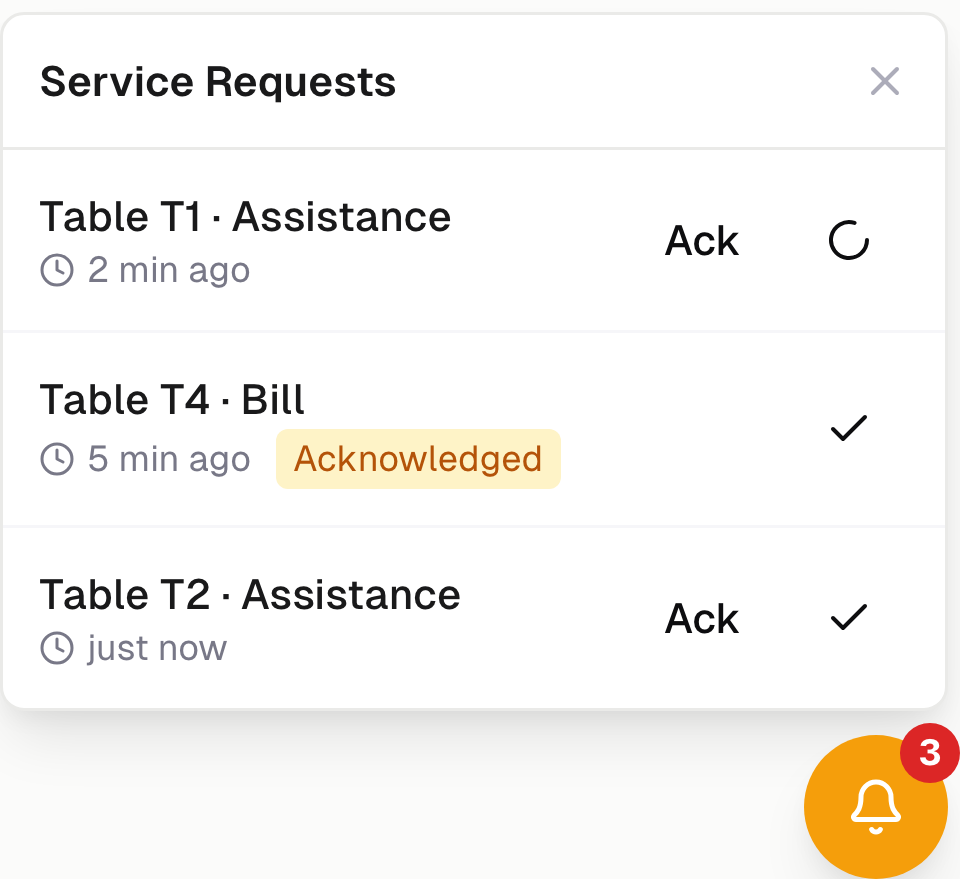 Service Requests
Table T1 · Assistance
2 min ago
Ack
Table T4 · Bill
5 min ago Acknowledged
Table T2 · Assistance
just now
Ack
3